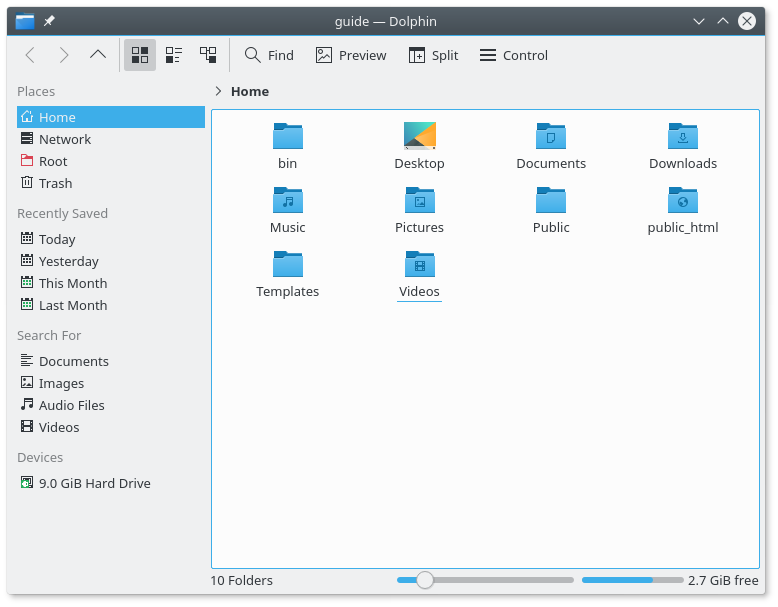 guide — Dolphin
Find Preview Split Control
Places
Home
Network
Root
Trash
Recently Saved
Today
Yesterday
This Month
Last Month
Search For
Documents
Images
Audio Files
Videos
Devices
9.0 GiB Hard Drive
Home
bin Desktop Documents Downloads
Music Pictures Public public_html
Templates Videos
10 Folders 2.7 GiB free